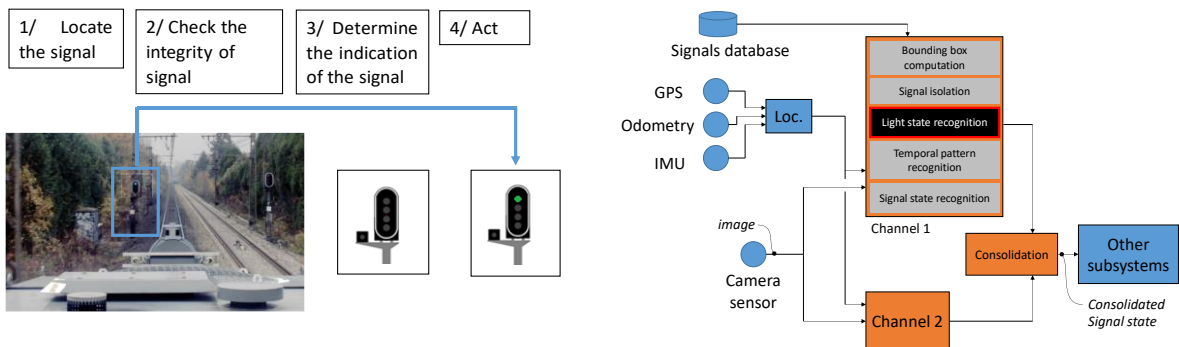 1/ Locate
the signal
2/ Check the
integrity of
signal
3/ Determine
the indication
of the signal
4/ Act
Signals database
GPS
Odometry
IMU
Loc.
Bounding box
computation
Signal isolation
Light state recognition
Temporal pattern
recognition
Signal state recognition
Channel 1
image
Camera
sensor
Channel 2
Consolidation
Other
subsystems
Consolidated
Signal state